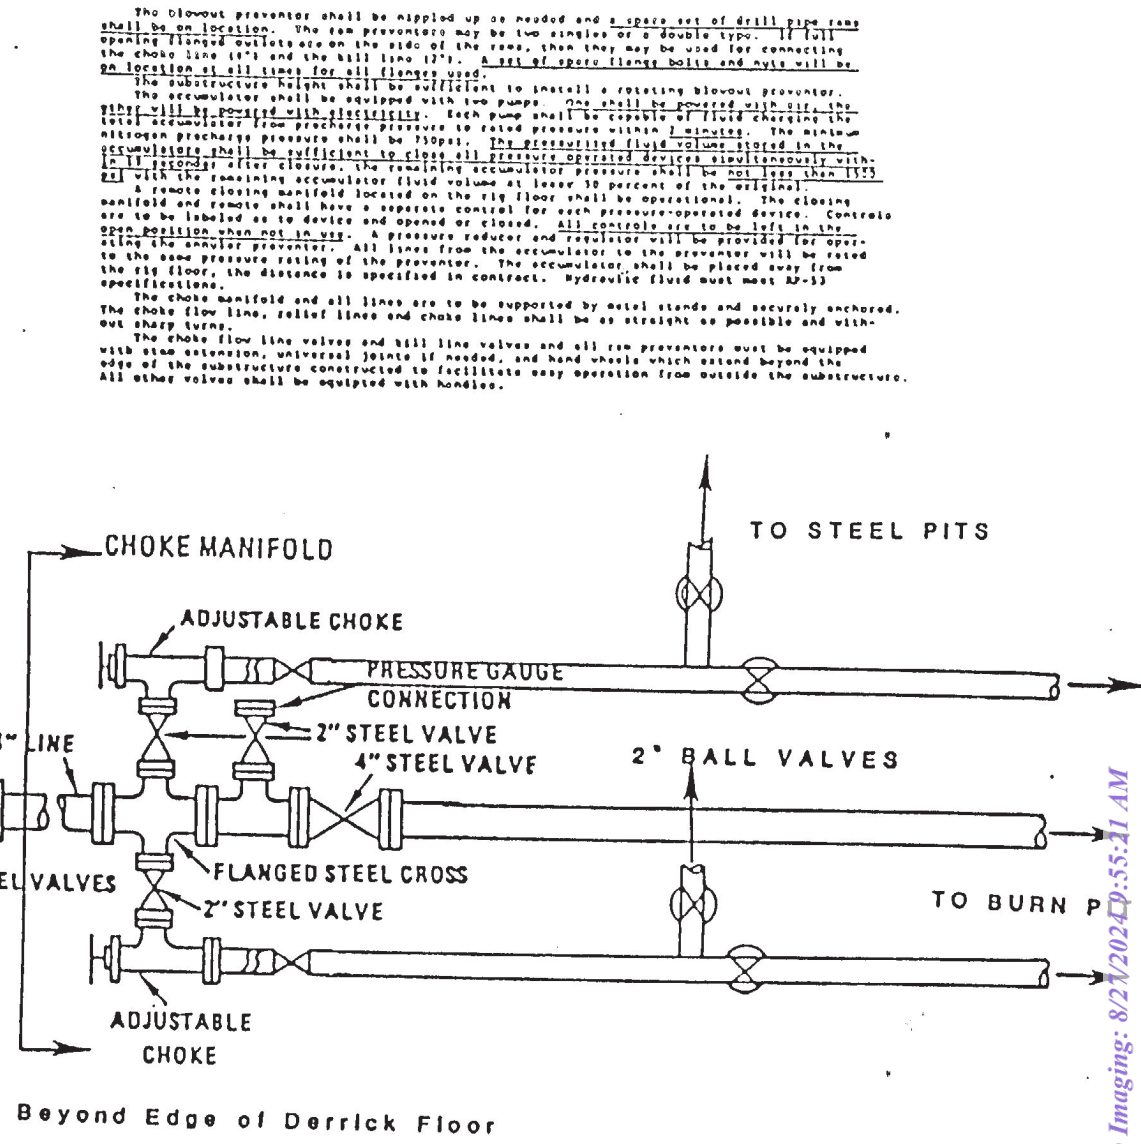 The blowout preventor shall be nippled up as needed and a spare set of drill pipe rams
shall be on location. The ram preventors may be two singles or a double type. If full
opening flanged outlets are on the side of the rams, then they may be used for connecting
the choke line (4") and the kill line (2"). A set of spare flange bolts and nuts will be
on location at all times for all flanges used.
The substructure height shall be sufficient to install a rotating blowout preventor.
The accumulator shall be equipped with two pumps. One shall be powered with air, the
other will be powered with electricity. Each pump shall be capable of fluid charging the
total accumulator from precharge pressure to rated pressure within 2 minutes. The minimum
nitrogen precharge pressure shall be 750psi. The pressurized fluid volume stored in the
accumulators shall be sufficient to close all pressure operated devices simultaneously with-
in 15 seconds after closure, the remaining accumulator pressure shall be not less than
psi with the remaining accumulator fluid volume at least 50 percent of the original.
A remote closing manifold located on the rig floor shall be operational. The closing
manifold and remote shall have a separate control for each pressure-operated device. Controls
are to be labeled as to device and opened or closed. All controls are to be left in the
open position when not in use. A pressure reducer and regulator will be provided for oper-
ating the annular preventer. All lines from the accumulator to the preventer will be rated
to the same pressure rating of the preventer. The accumulator shall be placed away from
the rig floor, the distance is specified in contract. Hydraulic fluid must meet
specifications.
The choke manifold and all lines are to be supported by metal stands and securely anchored.
The choke flow line, relief lines and choke lines shall be as straight as possible and with-
out sharp turns.
The choke flow line valves and kill line valves and all ram preventors must be equipped
with stem extension, universal joints if needed, and hand wheels which extend beyond the
edge of the substructure constructed to facilitate easy operation from outside the substructure.
All other valves shall be equipted with handles.
TO STEEL PITS
CHOKE MANIFOLD
ADJUSTABLE CHOKE
PRESSURE GAUGE
CONNECTION
2" STEEL VALVE
" LINE
4" STEEL VALVE
2" BALL VALVES
FLANGED STEEL CROSS
EL VALVES
2" STEEL VALVE
TO BURN P
ADJUSTABLE
CHOKE
Beyond Edge of Derrick Floor
Imaging: 8/27/2024 9:55:21 AM